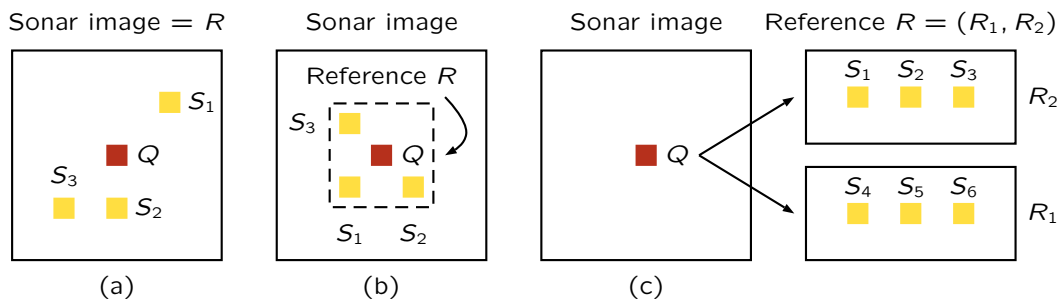 Sonar image = R
S₁
Q
S₃
S₂
(a)
Sonar image
Reference R
S₃
Q
S₁ S₂
(b)
Sonar image
Q
(c)
Reference R = (R₁, R₂)
S₁ S₂ S₃
R₂
S₄ S₅ S₆
R₁